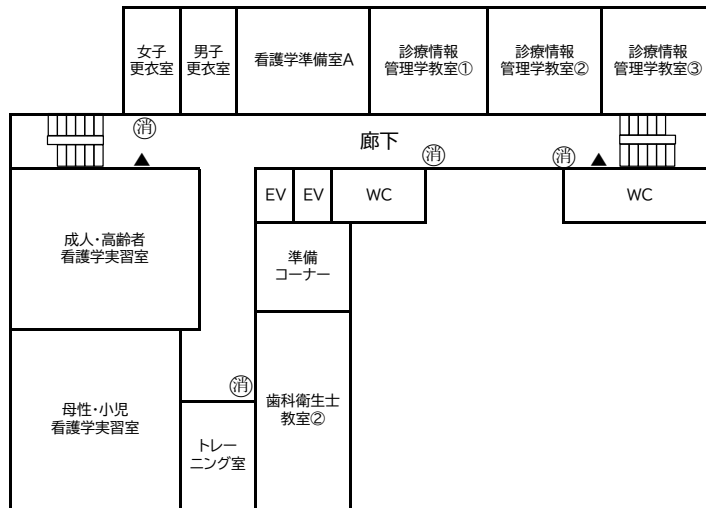 女子
更衣室
男子
更衣室
看護学準備室A
診療情報
管理学教室①
診療情報
管理学教室②
診療情報
管理学教室③
消
廊下
消
消
EV
EV
WC
WC
成人・高齢者
看護学実習室
準備
コーナー
消
母性・小児
看護学実習室
歯科衛生士
教室②
トレー
ニング室